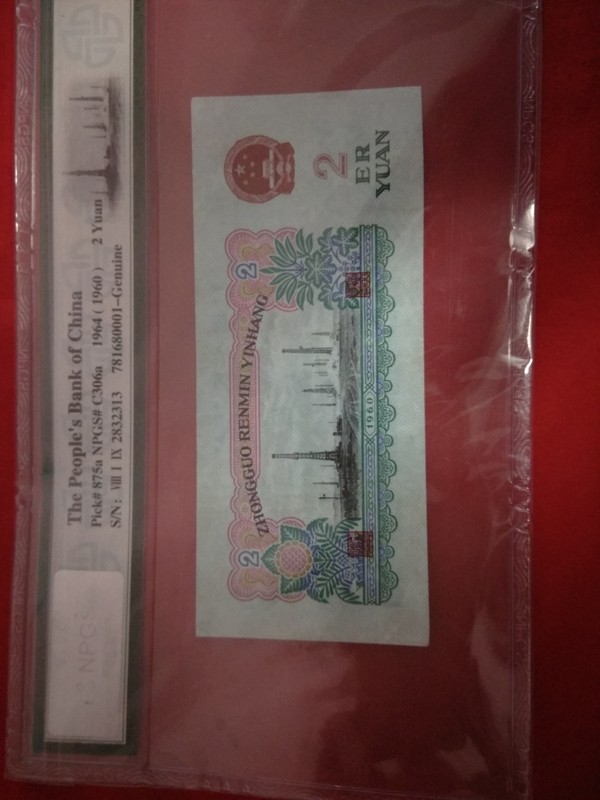 The People's Bank of China
Pick# 875a NPGS# C306a 1964 ( 1960 ) 2 Yuan
S/N: Ⅷ Ⅰ Ⅸ 2832313 781680001-Genuine
NPGS
ZHONGGUO RENMIN YINHANG
2
2
1960
2
ER
YUAN